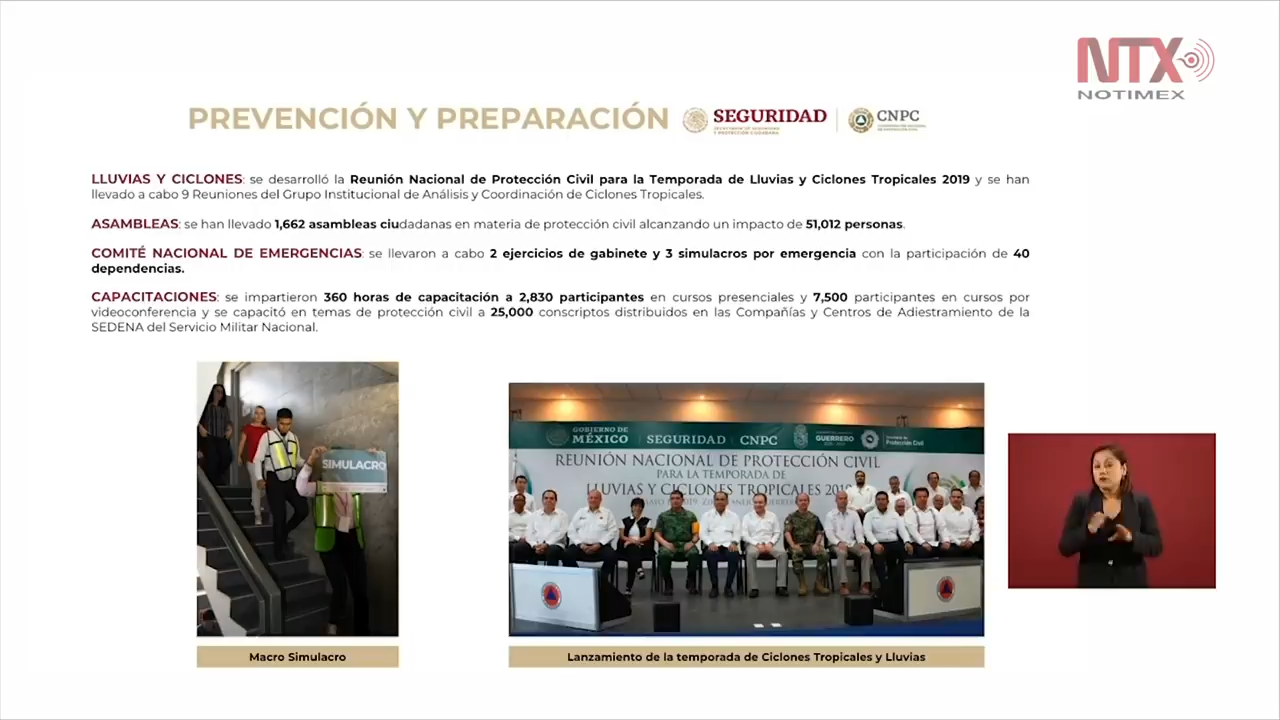 NTX
NOTIMEX
PREVENCIÓN Y PREPARACIÓN
SEGURIDAD
CNPC
LLUVIAS Y CICLONES: se desarrolló la Reunión Nacional de Protección Civil para la Temporada de Lluvias y Ciclones Tropicales 2019 y se han
llevado a cabo 9 Reuniones del Grupo Institucional de Análisis y Coordinación de Ciclones Tropicales.
ASAMBLEAS: se han llevado 1,662 asambleas ciudadanas en materia de protección civil alcanzando un impacto de 51,012 personas.
COMITÉ NACIONAL DE EMERGENCIAS: se llevaron a cabo 2 ejercicios de gabinete y 3 simulacros por emergencia con la participación de 40
dependencias.
CAPACITACIONES: se impartieron 360 horas de capacitación a 2,830 participantes en cursos presenciales y 7,500 participantes en cursos por
videoconferencia y se capacitó en temas de protección civil a 25,000 conscriptos distribuidos en las Compañías y Centros de Adiestramiento de la
SEDENA del Servicio Militar Nacional.
SIMULACRO
GOBIERNO DE
MÉXICO
SEGURIDAD
CNPC
GUERRERO
Protección Civil
REUNIÓN NACIONAL DE PROTECCIÓN CIVIL
PARA LA TEMPORADA DE
LLUVIAS Y CICLONES TROPICALES 2019
Macro Simulacro
Lanzamiento de la temporada de Ciclones Tropicales y Lluvias